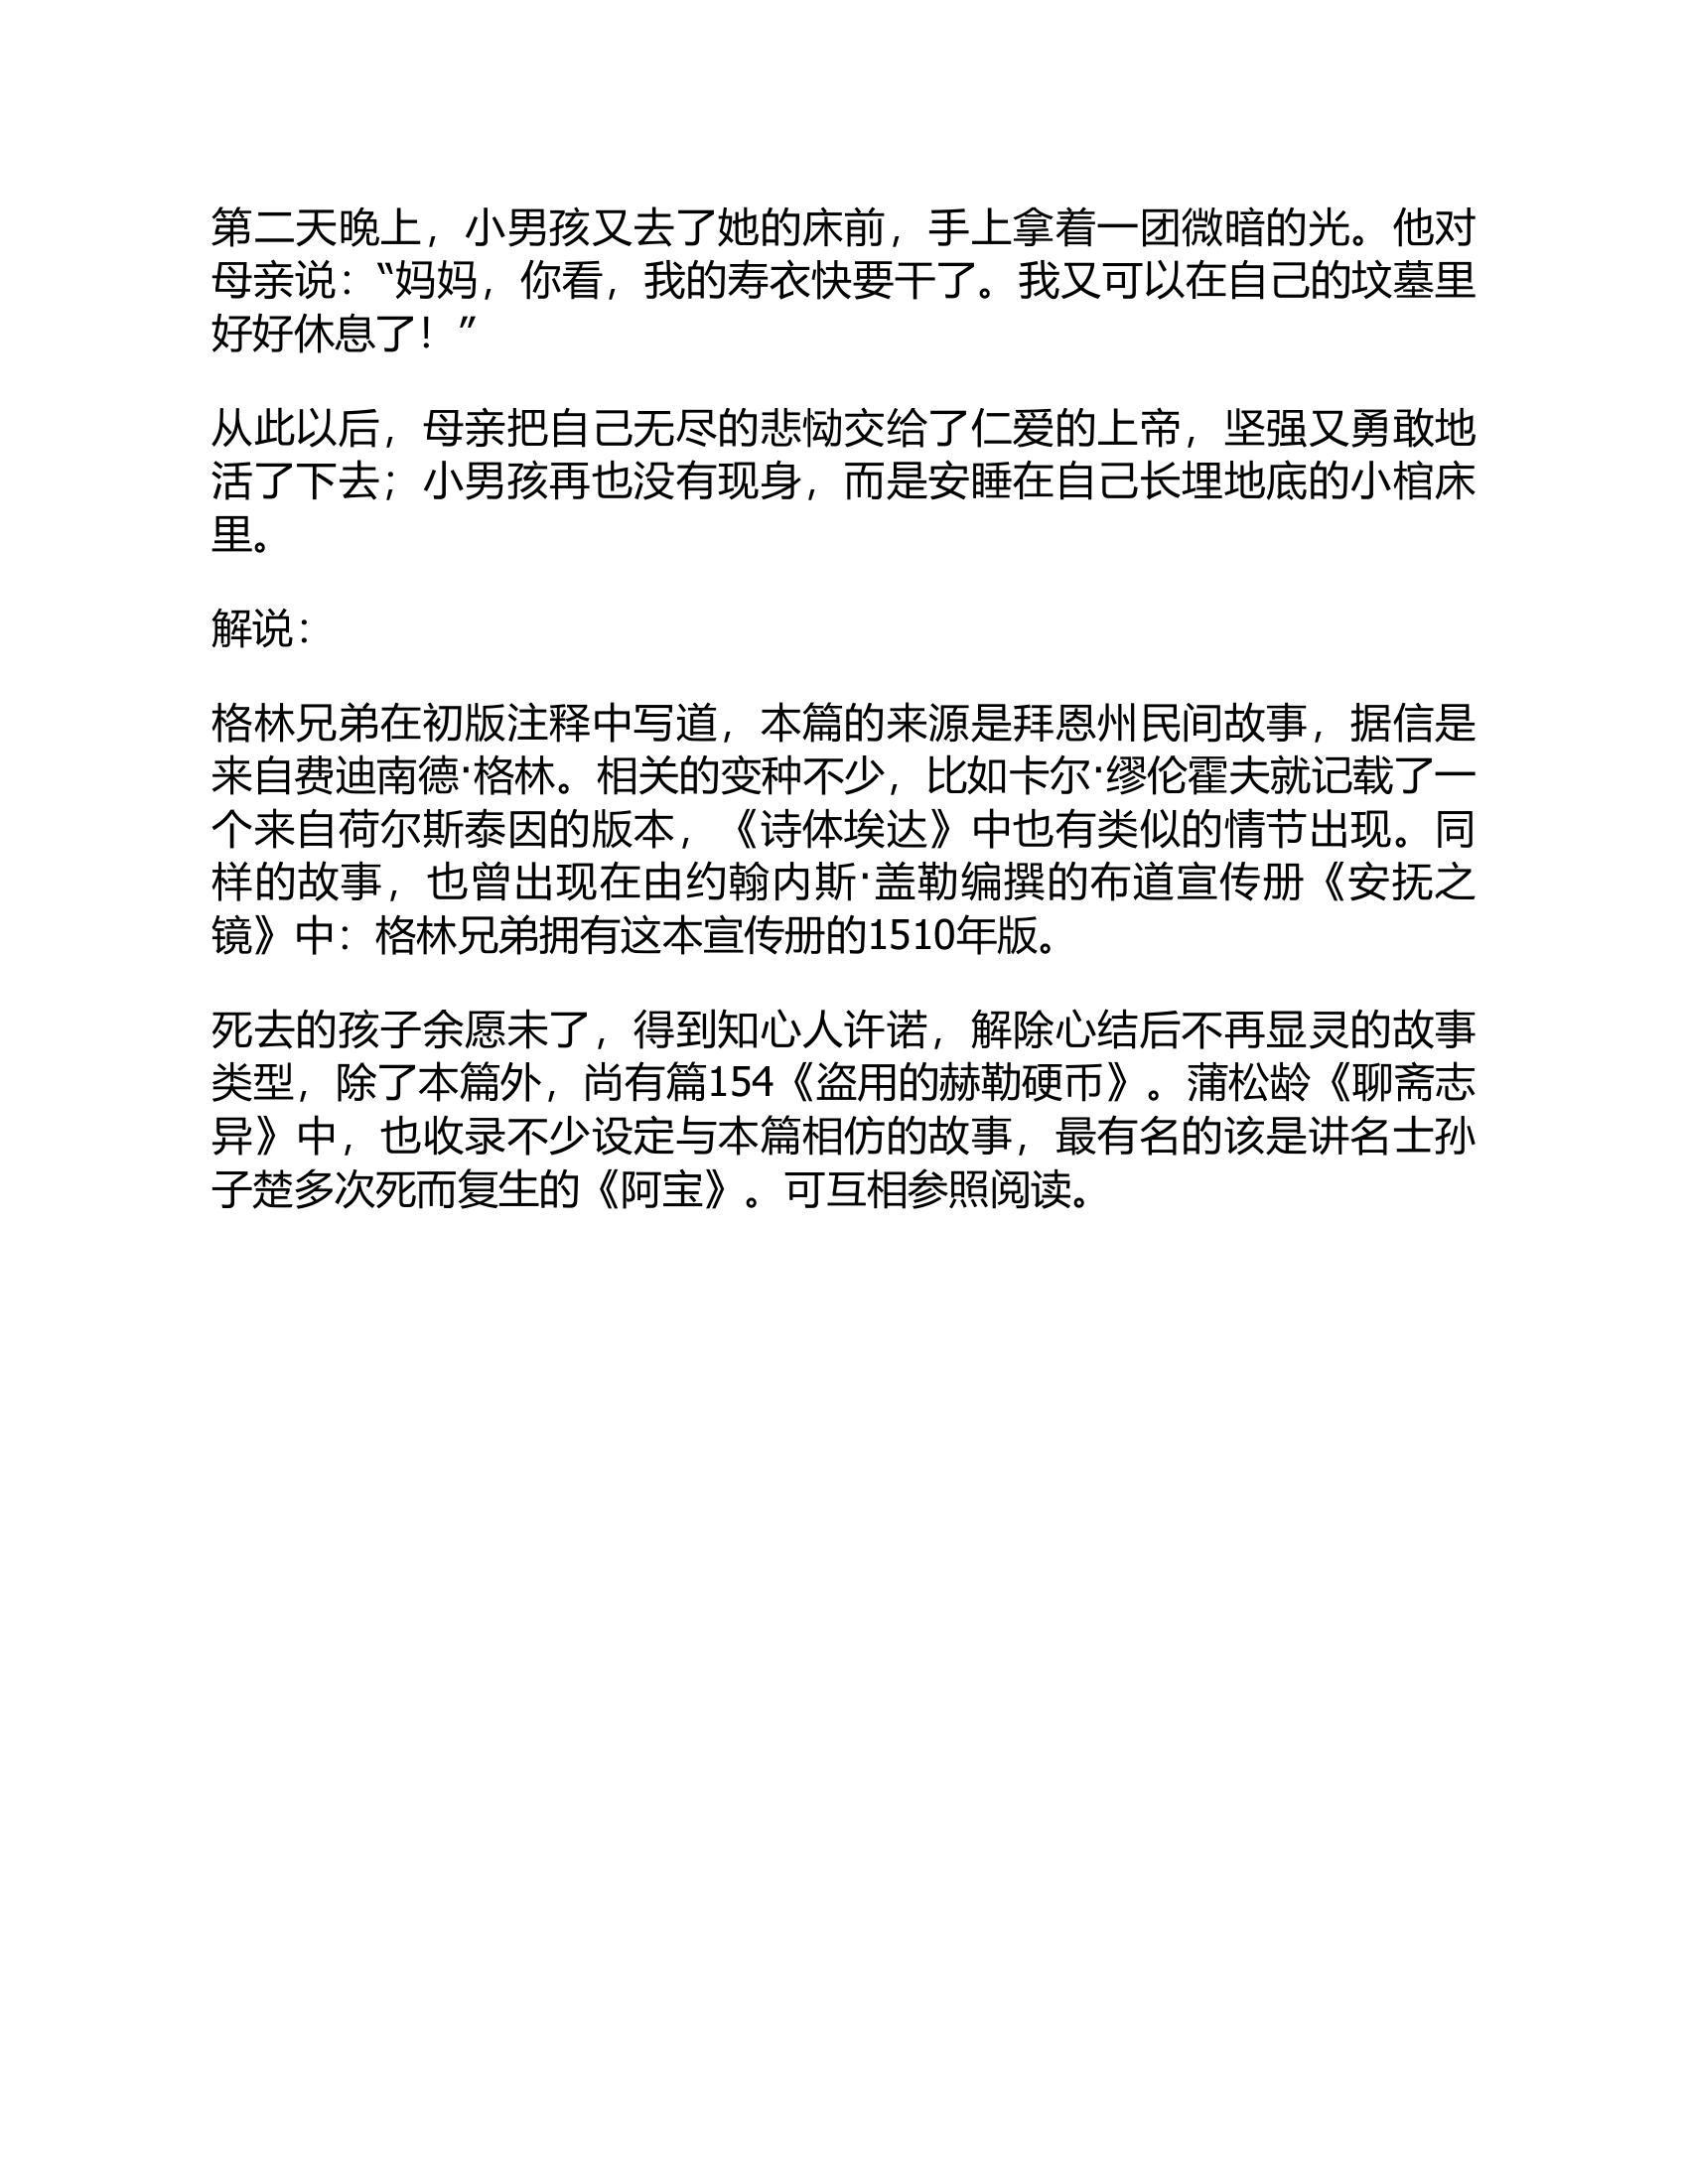 第二天晚上，小男孩又去了她的床前，手上拿着一团微暗的光。他对
母亲说：“妈妈，你看，我的寿衣快要干了。我又可以在自己的坟墓里
好好休息了！”
从此以后，母亲把自己无尽的悲恸交给了仁爱的上帝，坚强又勇敢地
活了下去；小男孩再也没有现身，而是安睡在自己长埋地底的小棺床
里。
解说：
格林兄弟在初版注释中写道，本篇的来源是拜恩州民间故事，据信是
来自费迪南德·格林。相关的变种不少，比如卡尔·缪伦霍夫就记载了一
个来自荷尔斯泰因的版本，《诗体埃达》中也有类似的情节出现。同
样的故事，也曾出现在由约翰内斯·盖勒编撰的布道宣传册《安抚之
镜》中：格林兄弟拥有这本宣传册的1510年版。
死去的孩子余愿未了，得到知心人许诺，解除心结后不再显灵的故事
类型，除了本篇外，尚有篇154《盗用的赫勒硬币》。蒲松龄《聊斋志
异》中，也收录不少设定与本篇相仿的故事，最有名的该是讲名士孙
子楚多次死而复生的《阿宝》。可互相参照阅读。